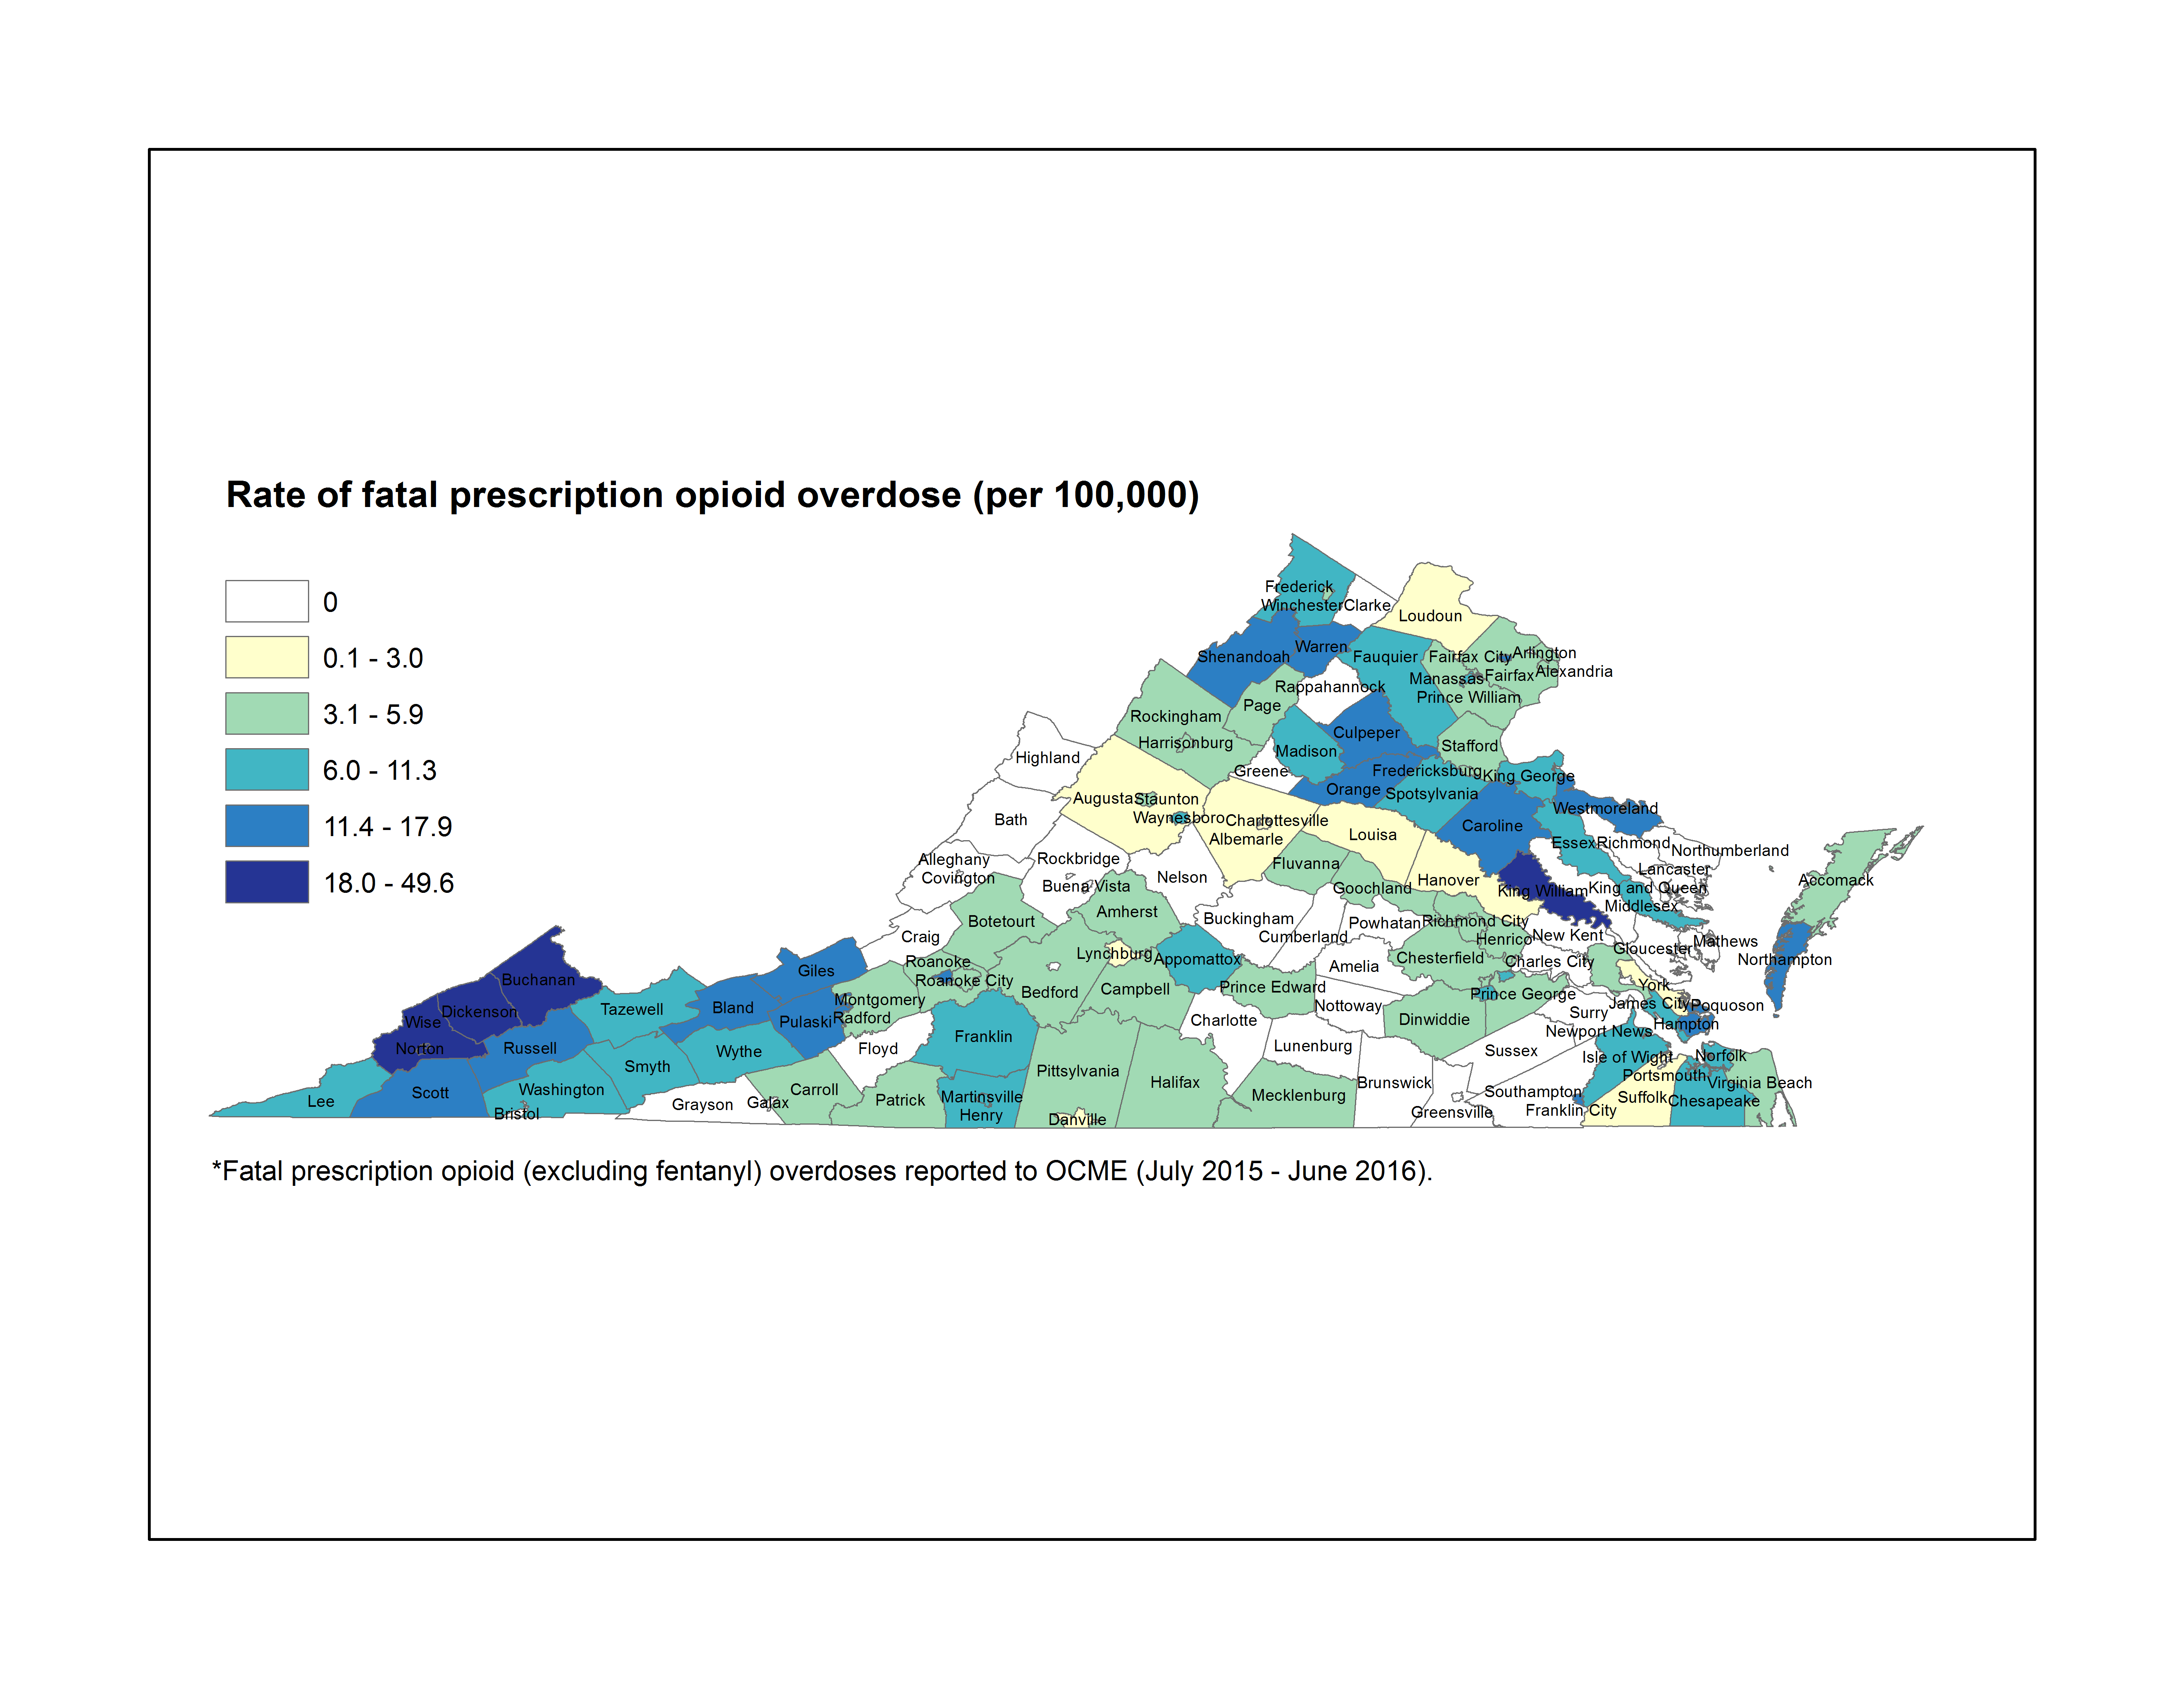 Rate of fatal prescription opioid overdose (per 100,000)
0
0.1 - 3.0
3.1 - 5.9
6.0 - 11.3
11.4 - 17.9
18.0 - 49.6
Frederick
Winchester
Clarke
Loudoun
Shenandoah
Warren
Fauquier
Fairfax City
Arlington
Manassas
Fairfax
Alexandria
Rappahannock
Prince William
Page
Rockingham
Culpeper
Harrisonburg
Madison
Stafford
Highland
Greene
Fredericksburg
King George
Orange
Spotsylvania
Augusta
Staunton
Westmoreland
Bath
Waynesboro
Charlottesville
Caroline
Albemarle
Louisa
Essex
Richmond
Northumberland
Alleghany
Rockbridge
Fluvanna
Lancaster
Covington
Buena Vista
Nelson
Goochland
Hanover
King William
King and Queen
Accomack
Middlesex
Amherst
Buckingham
Powhatan
Richmond City
Botetourt
Craig
Cumberland
Henrico
New Kent
Mathews
Gloucester
Lynchburg
Appomattox
Chesterfield
Charles City
Northampton
Roanoke
Amelia
Giles
Roanoke City
Buchanan
Bedford
Campbell
Prince Edward
Prince George
York
Montgomery
Nottoway
James City
Poquoson
Tazewell
Bland
Dickenson
Pulaski
Radford
Charlotte
Dinwiddie
Surry
Wise
Hampton
Newport News
Franklin
Norton
Russell
Wythe
Floyd
Lunenburg
Sussex
Isle of Wight
Norfolk
Smyth
Pittsylvania
Halifax
Portsmouth
Brunswick
Virginia Beach
Scott
Washington
Carroll
Mecklenburg
Southampton
Lee
Grayson
Galax
Patrick
Martinsville
Suffolk
Chesapeake
Bristol
Henry
Danville
Greensville
Franklin City
*Fatal prescription opioid (excluding fentanyl) overdoses reported to OCME (July 2015 - June 2016).